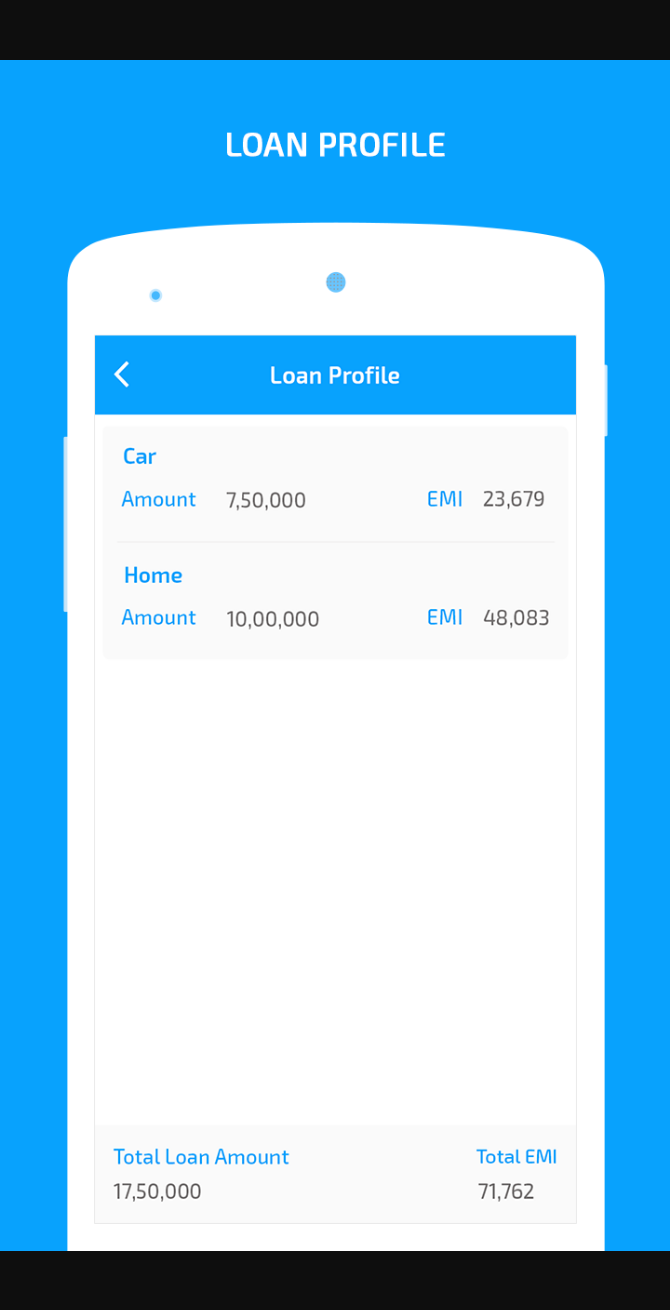 LOAN PROFILE
Loan Profile
Car
Amount 7,50,000 EMI 23,679
Home
Amount 10,00,000 EMI 48,083
Total Loan Amount Total EMI
17,50,000 71,762